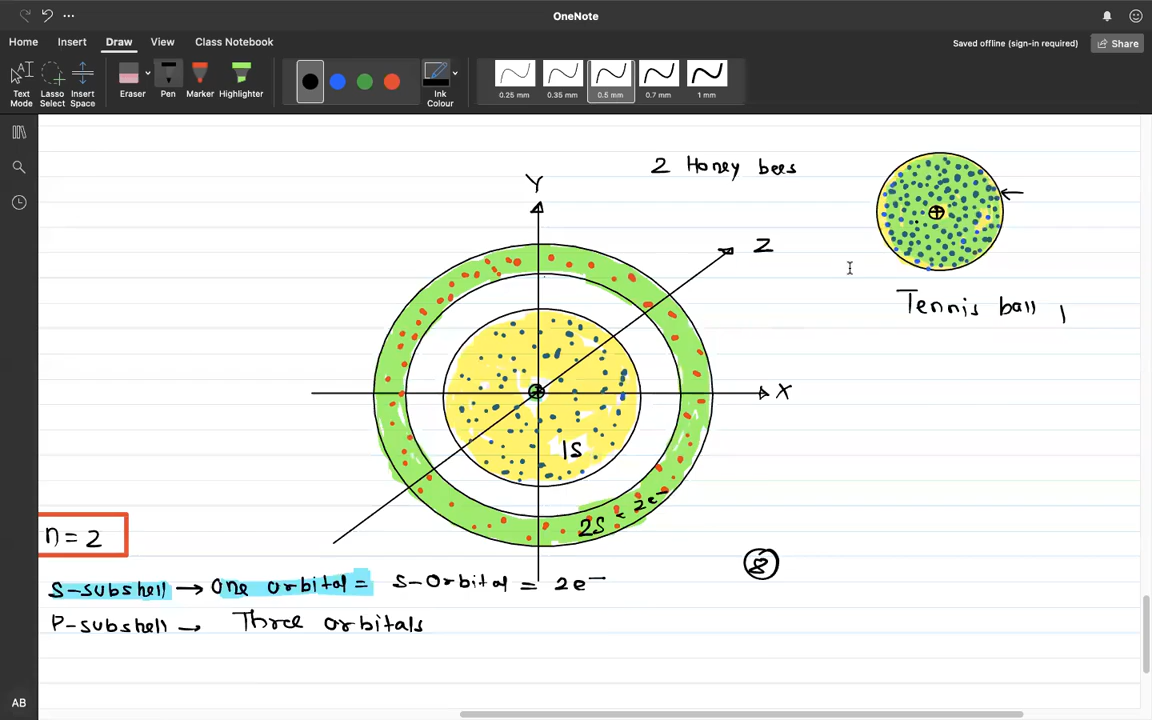 OneNote
Home Insert Draw View Class Notebook
Saved offline (sign-in required)
Share
Text Mode
Lasso Select
Insert Space
Eraser
Pen
Marker
Highlighter
Ink Colour
0.25 mm
0.35 mm
0.5 mm
0.7 mm
1 mm
2 Honey bees
Y
Z
Tennis ball
X
1S
2S < 2e⁻
n = 2
8
S-subshell → One orbital = S-Orbital = 2e⁻
P-subshell → Three orbitals
AB